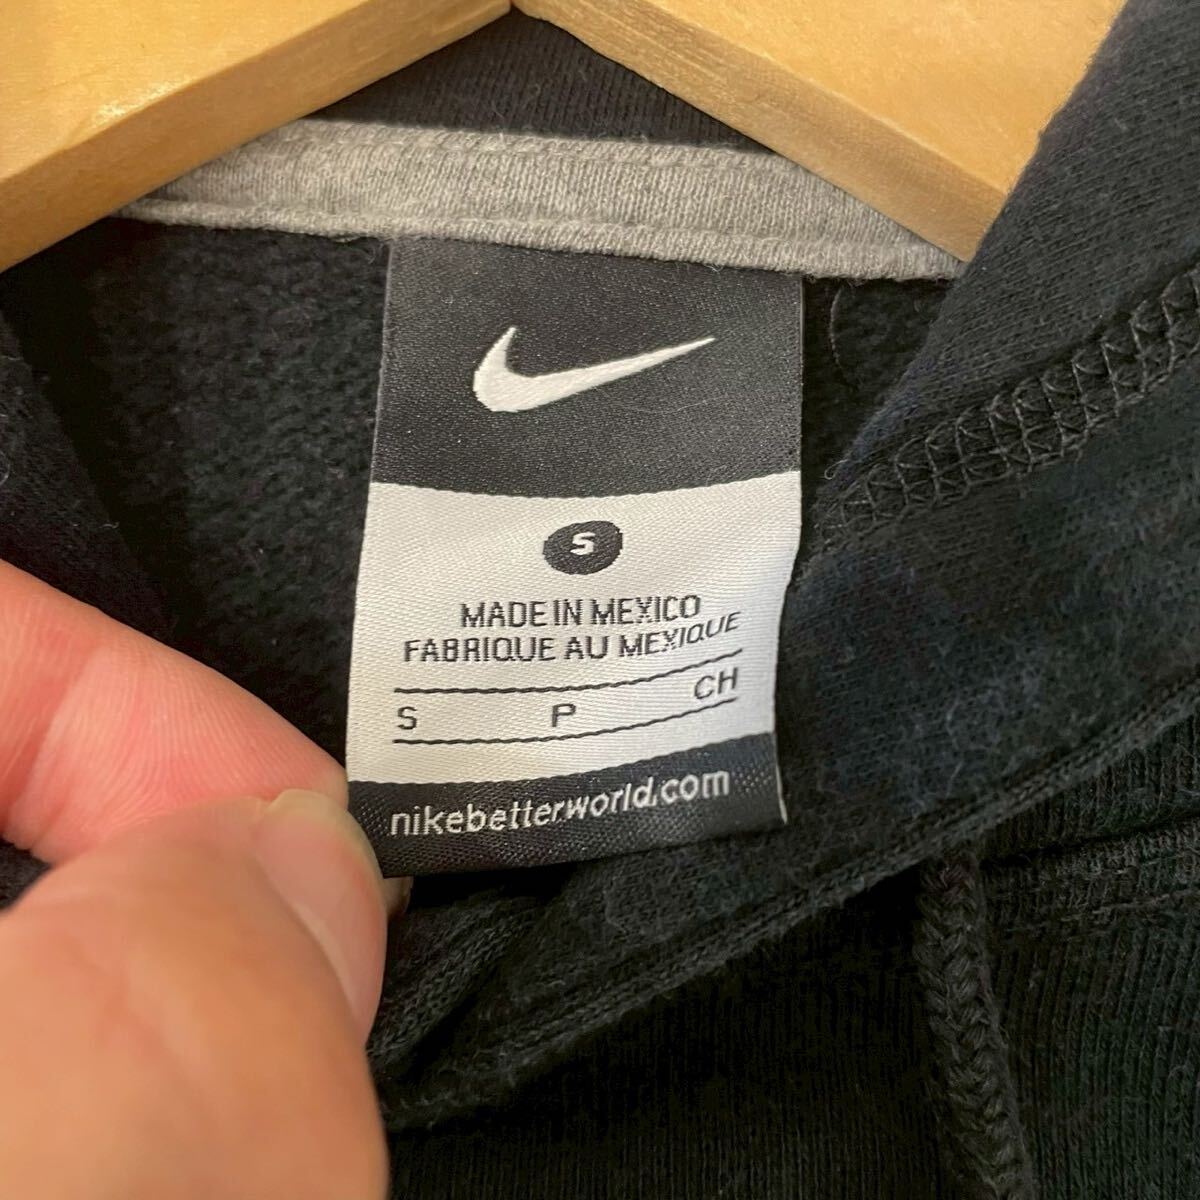 S
MADE IN MEXICO
FABRIQUE AU MEXIQUE
S P CH
nikebetterworld.com